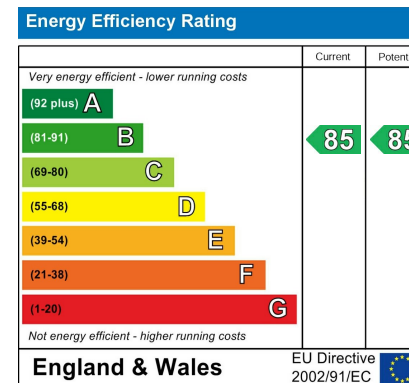 Energy Efficiency Rating
Current Potent
Very energy efficient - lower running costs
(92 plus) A
(81-91) B 85 85
(69-80) C
(55-68) D
(39-54) E
(21-38) F
(1-20) G
Not energy efficient - higher running costs
England & Wales
EU Directive
2002/91/EC